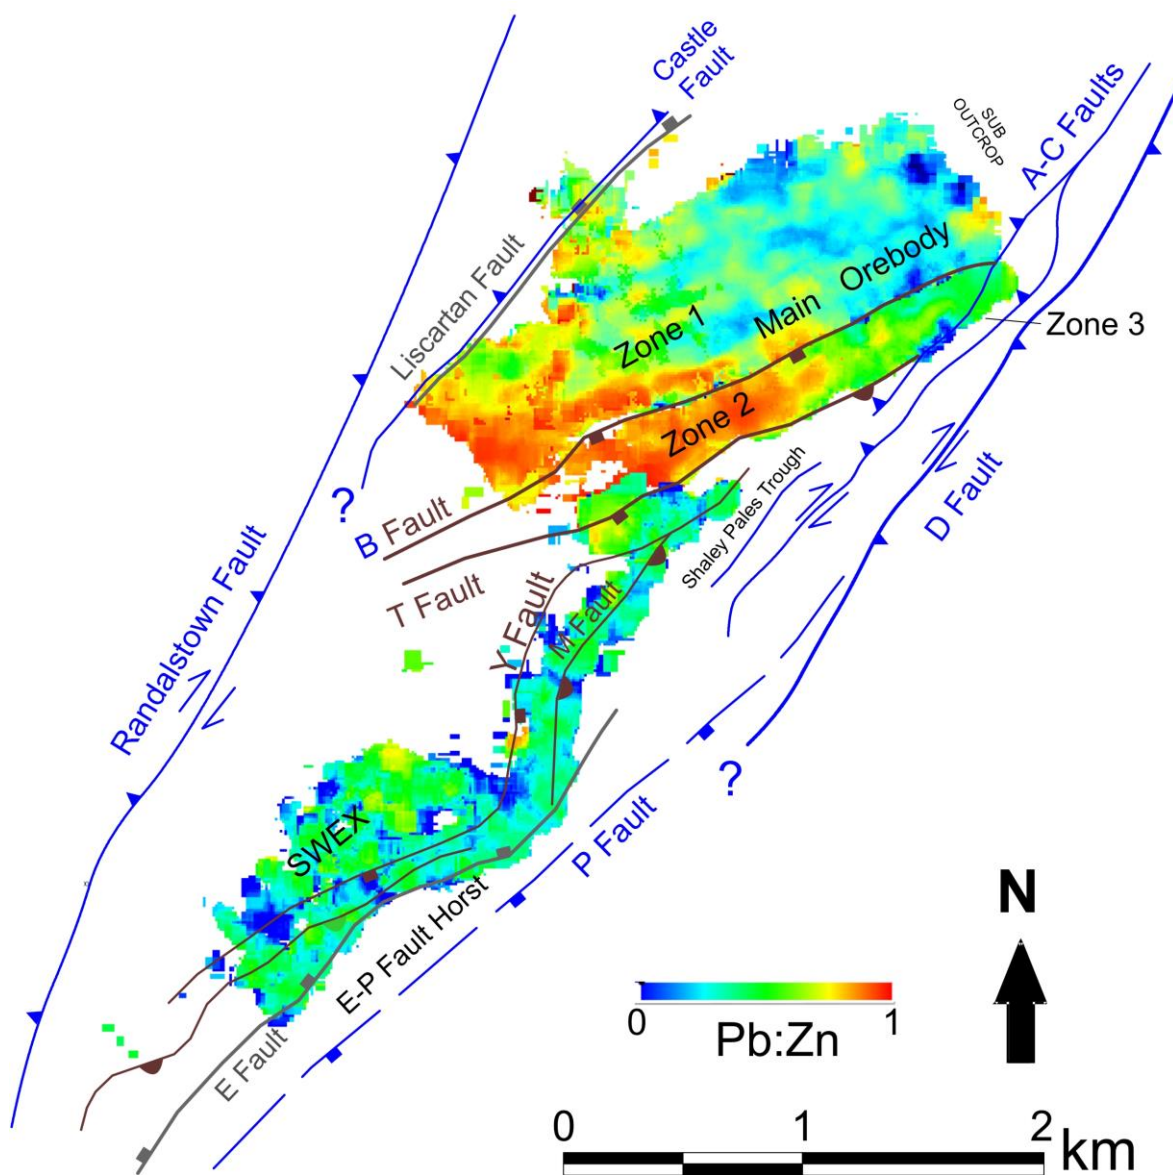 Castle
Fault
SUB
OUTCROP
A-C Faults
Liscartan Fault
Zone 1
Main Orebody
Zone 3
Zone 2
?
B Fault
T Fault
Shaley Pales Trough
D Fault
Randalstown Fault
Y Fault
M Fault
?
P Fault
SWEX
E-P Fault Horst
E Fault
N
0 1
Pb:Zn
0 1 2
km